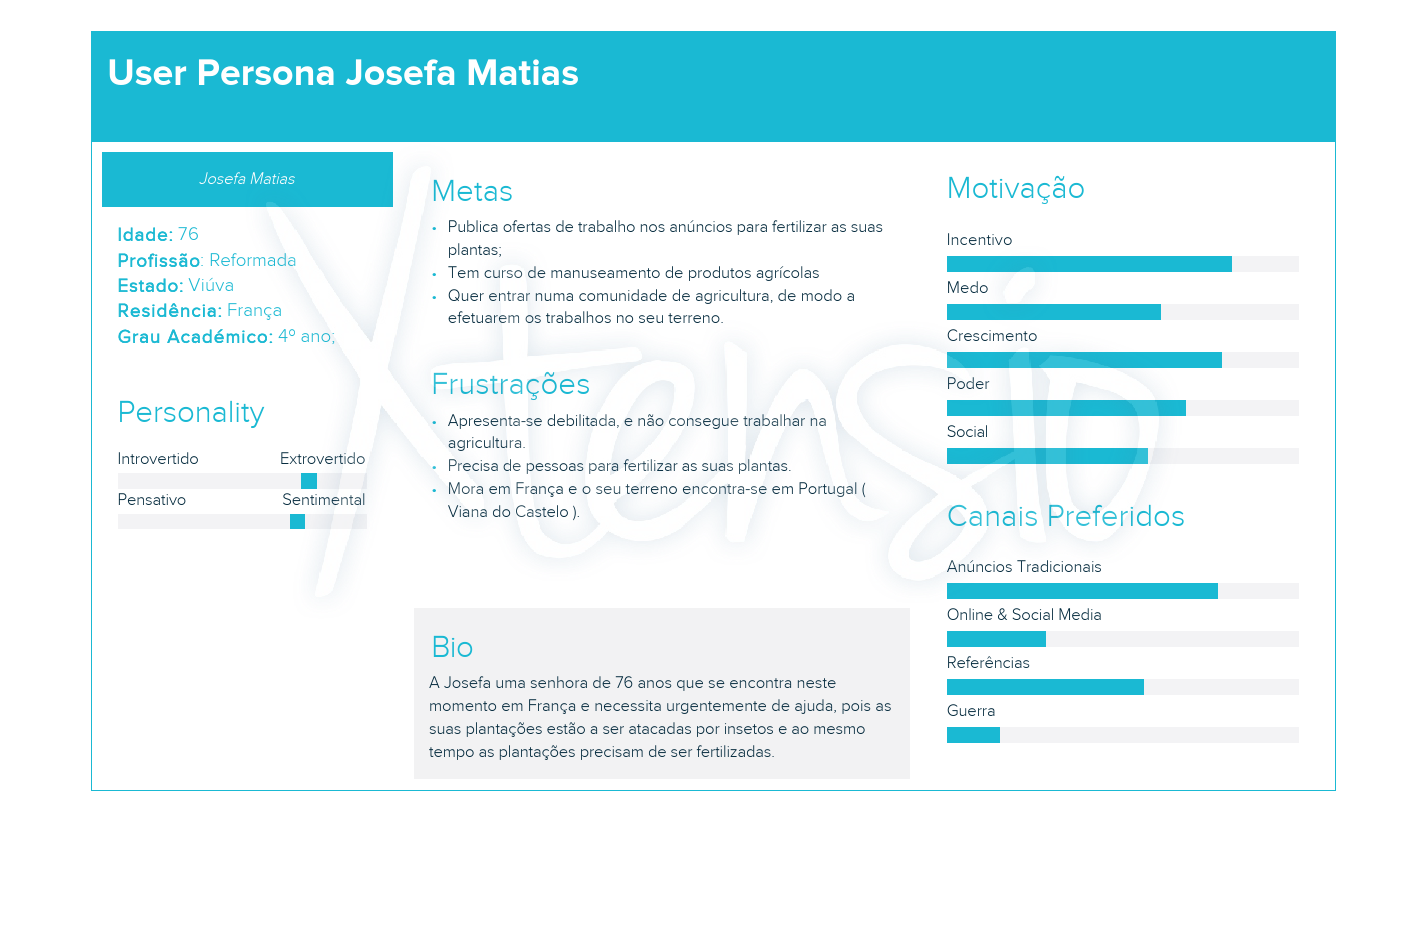 User Persona Josefa Matias
Josefa Matias
Idade: 76
Profissão: Reformada
Estado: Viúva
Residência: França
Grau Académico: 4º ano;
Personality
Introvertido Extrovertido
Pensativo Sentimental
Metas
• Publica ofertas de trabalho nos anúncios para fertilizar as suas
plantas;
• Tem curso de manuseamento de produtos agrícolas
• Quer entrar numa comunidade de agricultura, de modo a
efetuarem os trabalhos no seu terreno.
Frustrações
• Apresenta-se debilitada, e não consegue trabalhar na
agricultura.
• Precisa de pessoas para fertilizar as suas plantas.
• Mora em França e o seu terreno encontra-se em Portugal (
Viana do Castelo ).
Bio
A Josefa uma senhora de 76 anos que se encontra neste
momento em França e necessita urgentemente de ajuda, pois as
suas plantações estão a ser atacadas por insetos e ao mesmo
tempo as plantações precisam de ser fertilizadas.
Motivação
Incentivo
Medo
Crescimento
Poder
Social
Canais Preferidos
Anúncios Tradicionais
Online & Social Media
Referências
Guerra
Xtensio